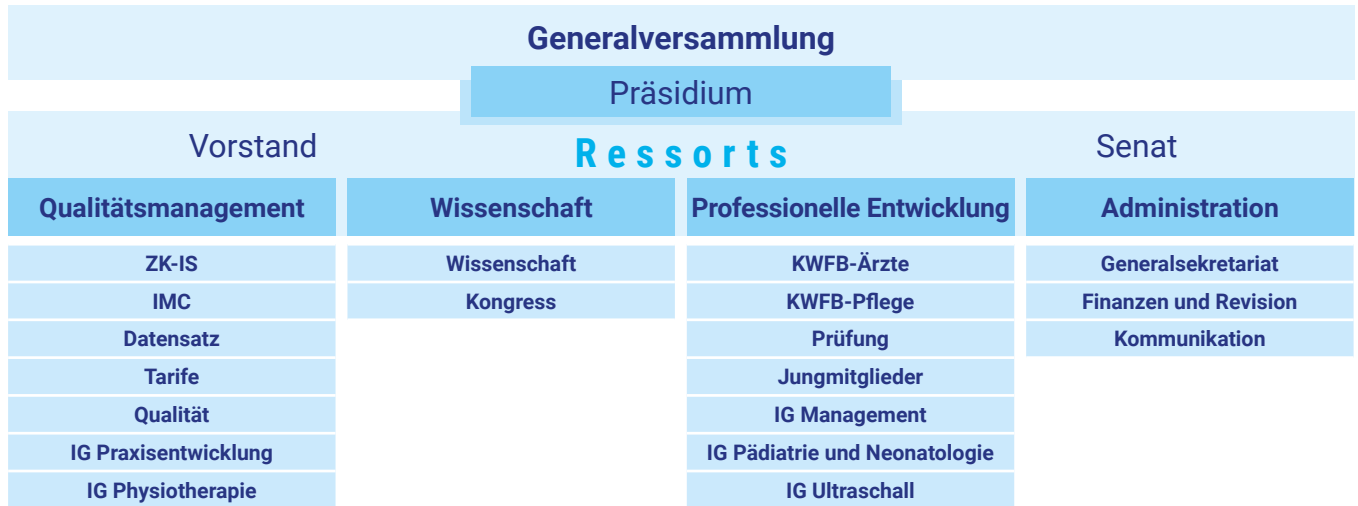 Generalversammlung
Präsidium
Vorstand
Ressorts
Senat
Qualitätsmanagement
Wissenschaft
Professionelle Entwicklung
Administration
ZK-IS
Wissenschaft
KWFB-Ärzte
Generalsekretariat
IMC
Kongress
KWFB-Pflege
Finanzen und Revision
Datensatz
Prüfung
Kommunikation
Tarife
Jungmitglieder
Qualität
IG Management
IG Praxisentwicklung
IG Pädiatrie und Neonatologie
IG Physiotherapie
IG Ultraschall